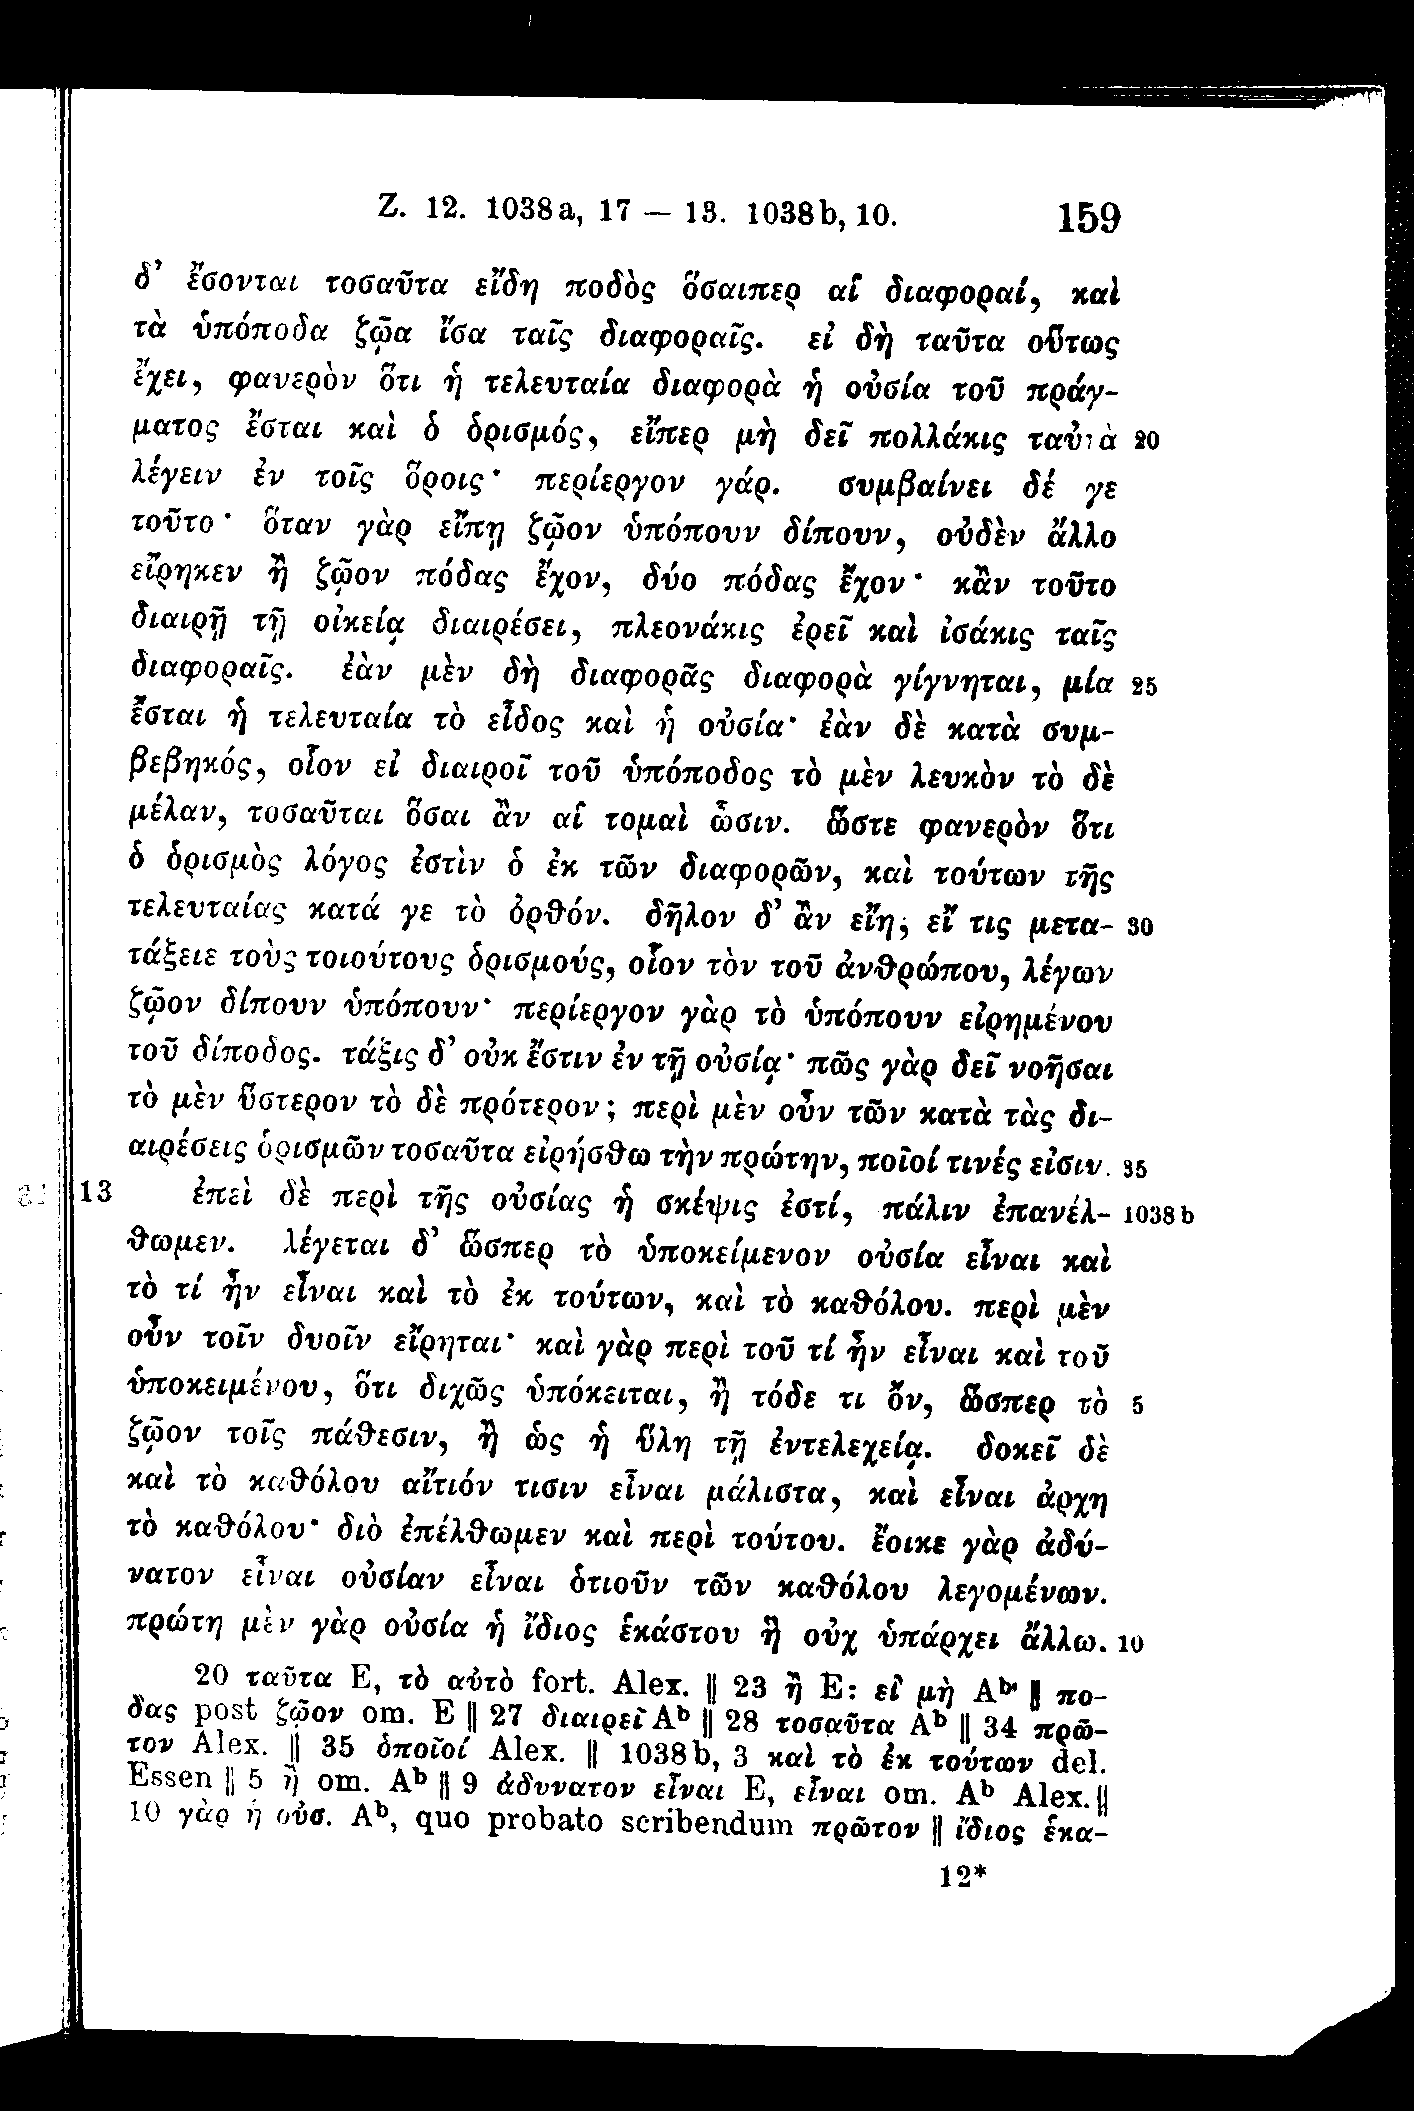 Z. 12. 1038a, 17 — 13. 1038b, 10. 159
δ’ ἔσονται τοσαῦτα εἴδη ποδὸς ὅσαιπερ αἱ διαφοραί, καὶ
τὰ ὑπόποδα ζῷα ἴσα ταῖς διαφοραῖς. εἰ δὴ ταῦτα οὕτως
ἔχει, φανερὸν ὅτι ἡ τελευταία διαφορὰ ἡ οὐσία τοῦ πράγ-
ματος ἔσται καὶ ὁ ὁρισμός, εἴπερ μὴ δεῖ πολλάκις ταὐτὰ 20
λέγειν ἐν τοῖς ὅροις· περίεργον γάρ. συμβαίνει δέ γε
τοῦτο· ὅταν γὰρ εἴπῃ ζῷον ὑπόπουν δίπουν, οὐδὲν ἄλλο
εἴρηκεν ἢ ζῷον πόδας ἔχον, δύο πόδας ἔχον· κἂν τοῦτο
διαιρῇ τῇ οἰκείᾳ διαιρέσει, πλεονάκις ἐρεῖ καὶ ἰσάκις ταῖς
διαφοραῖς. ἐὰν μὲν δὴ διαφορᾶς διαφορὰ γίγνηται, μία 25
ἔσται ἡ τελευταία τὸ εἶδος καὶ ἡ οὐσία· ἐὰν δὲ κατὰ συμ-
βεβηκός, οἷον εἰ διαιροῖ τοῦ ὑπόποδος τὸ μὲν λευκὸν τὸ δὲ
μέλαν, τοσαῦται ὅσαι ἂν αἱ τομαὶ ὦσιν. ὥστε φανερὸν ὅτι
ὁ ὁρισμὸς λόγος ἐστὶν ὁ ἐκ τῶν διαφορῶν, καὶ τούτων τῆς
τελευταίας κατά γε τὸ ὀρθόν. δῆλον δ’ ἂν εἴη, εἴ τις μετα- 30
τάξειε τοὺς τοιούτους ὁρισμούς, οἷον τὸν τοῦ ἀνθρώπου, λέγων
ζῷον δίπουν ὑπόπουν· περίεργον γὰρ τὸ ὑπόπουν εἰρημένου
τοῦ δίποδος. τάξις δ’ οὐκ ἔστιν ἐν τῇ οὐσίᾳ· πῶς γὰρ δεῖ νοῆσαι
τὸ μὲν ὕστερον τὸ δὲ πρότερον; περὶ μὲν οὖν τῶν κατὰ τὰς δι-
αιρέσεις ὁρισμῶν τοσαῦτα εἰρήσθω τὴν πρώτην, ποῖοί τινές εἰσιν. 35
13 ἐπεὶ δὲ περὶ τῆς οὐσίας ἡ σκέψις ἐστί, πάλιν ἐπανέλ- 1038b
θωμεν. λέγεται δ’ ὥσπερ τὸ ὑποκείμενον οὐσία εἶναι καὶ
τὸ τί ἦν εἶναι καὶ τὸ ἐκ τούτων, καὶ τὸ καθόλου. περὶ μὲν
οὖν τοῖν δυοῖν εἴρηται· καὶ γὰρ περὶ τοῦ τί ἦν εἶναι καὶ τοῦ
ὑποκειμένου, ὅτι διχῶς ὑπόκειται, ἢ τόδε τι ὄν, ὥσπερ τὸ 5
ζῷον τοῖς πάθεσιν, ἢ ὡς ἡ ὕλη τῇ ἐντελεχείᾳ. δοκεῖ δὲ
καὶ τὸ καθόλου αἴτιόν τισιν εἶναι μάλιστα, καὶ εἶναι ἀρχη
τὸ καθόλου· διὸ ἐπέλθωμεν καὶ περὶ τούτου. ἔοικε γὰρ ἀδύ-
νατον εἶναι οὐσίαν εἶναι ὁτιοῦν τῶν καθόλου λεγομένων.
πρώτη μὲν γὰρ οὐσία ἡ ἴδιος ἑκάστου ἣ οὐχ ὑπάρχει ἄλλω. 10
20 ταῦτα E, τὸ αὐτὸ fort. Alex. || 23 ἢ E: εἰ μὴ Aᵇ || πο-
δας post ζῷον om. E || 27 διαιρεῖ Aᵇ || 28 τοσαῦτα Aᵇ || 34 πρῶ-
τον Alex. || 35 ὁποῖοί Alex. || 1038b, 3 καὶ τὸ ἐκ τούτων del.
Essen || 5 ἢ om. Aᵇ || 9 ἀδυνατον εἶναι E, εἶναι om. Aᵇ Alex. ||
10 γὰρ ἡ οὐσ. Aᵇ, quo probato scribendum πρῶτον || ἴδιος ἑκα-
12*